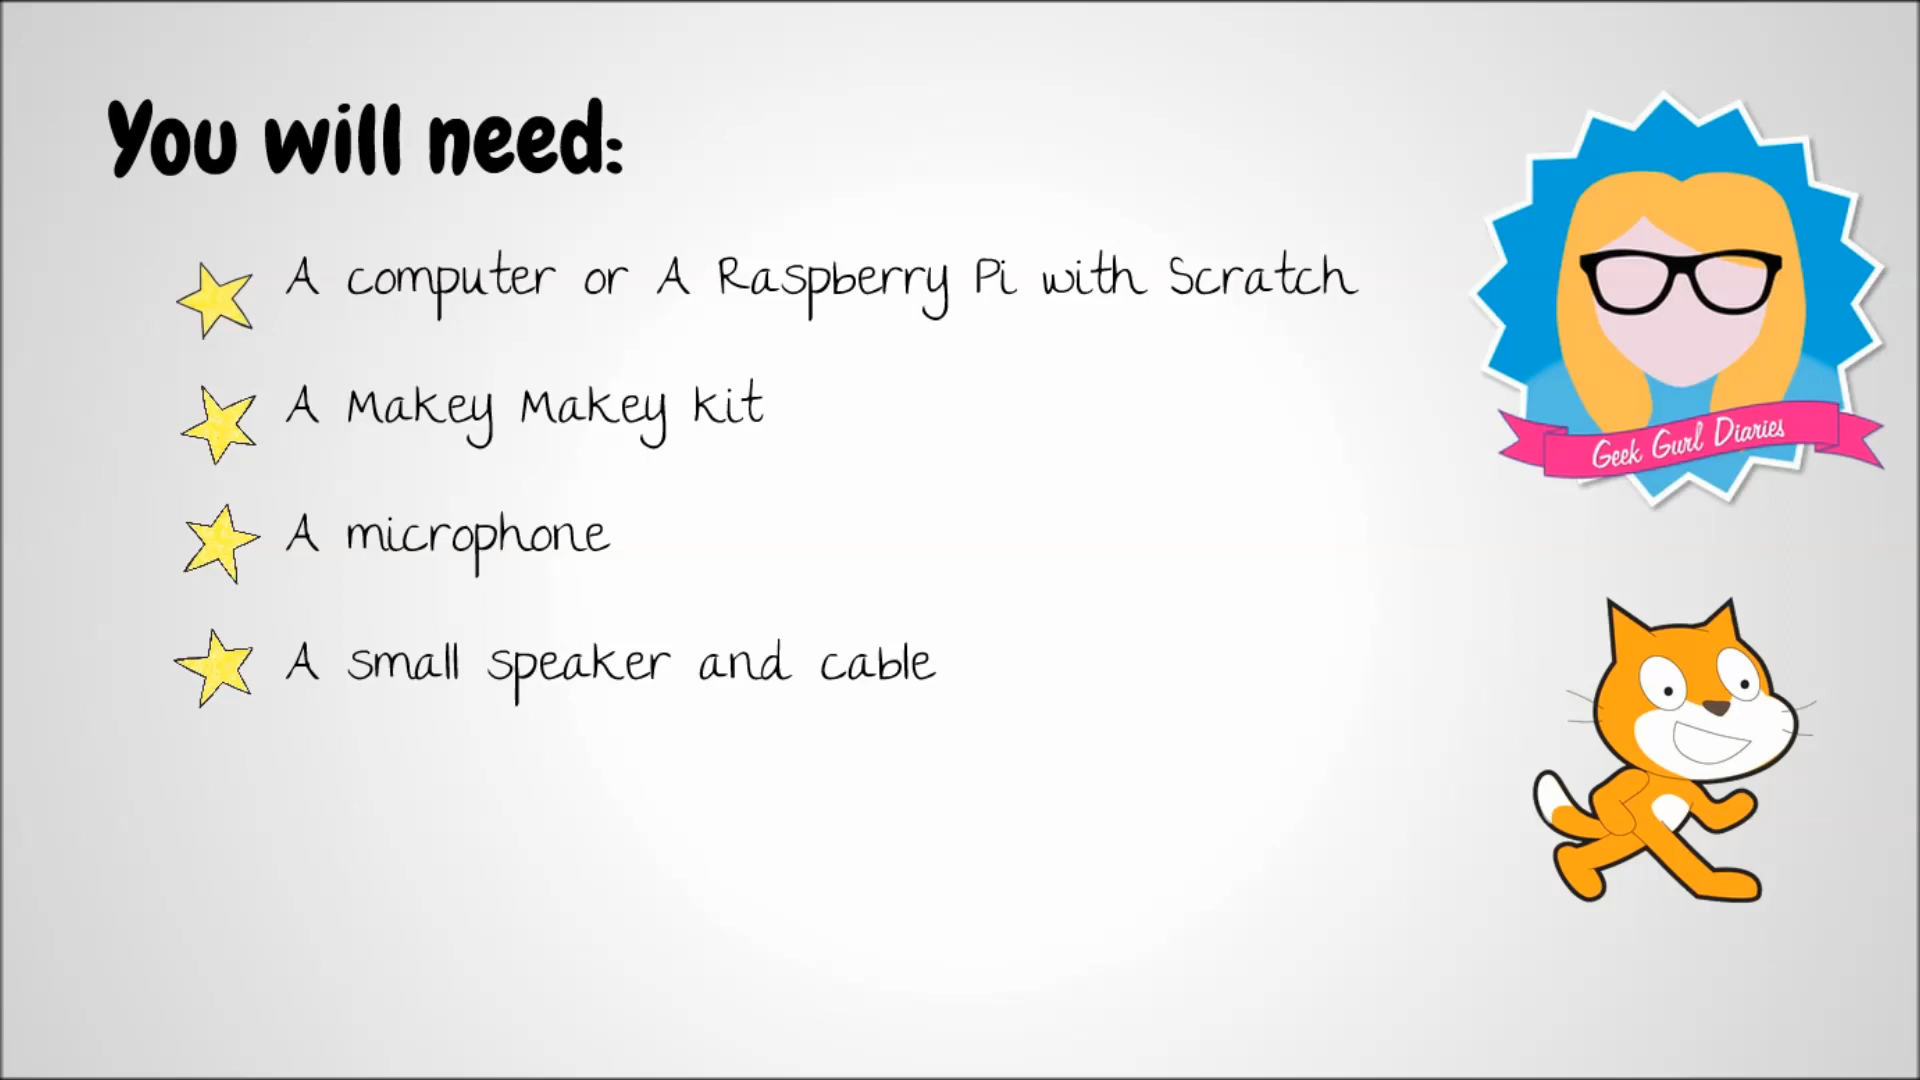 You will need:
A computer or A Raspberry Pi with Scratch
A Makey Makey kit
A microphone
A small speaker and cable
Geek Gurl Diaries